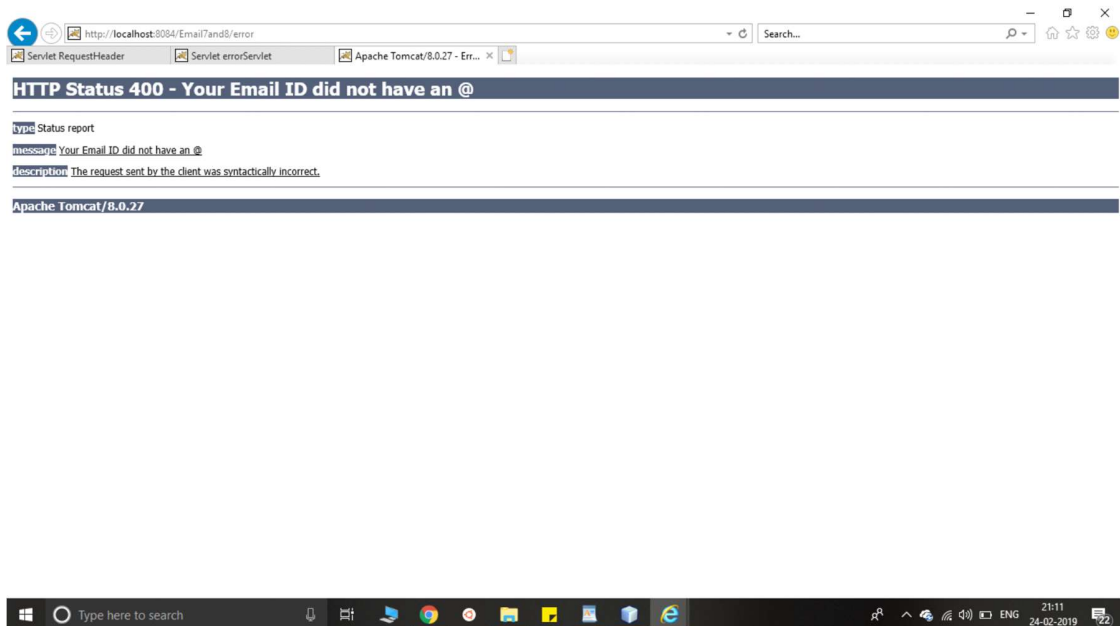 http://localhost:8084/Email7and8/error
Search...
Servlet RequestHeader
Servlet errorServlet
Apache Tomcat/8.0.27 - Err...
HTTP Status 400 - Your Email ID did not have an @
type Status report
message Your Email ID did not have an @
description The request sent by the client was syntactically incorrect.
Apache Tomcat/8.0.27
Type here to search
ENG
21:11
24-02-2019
22